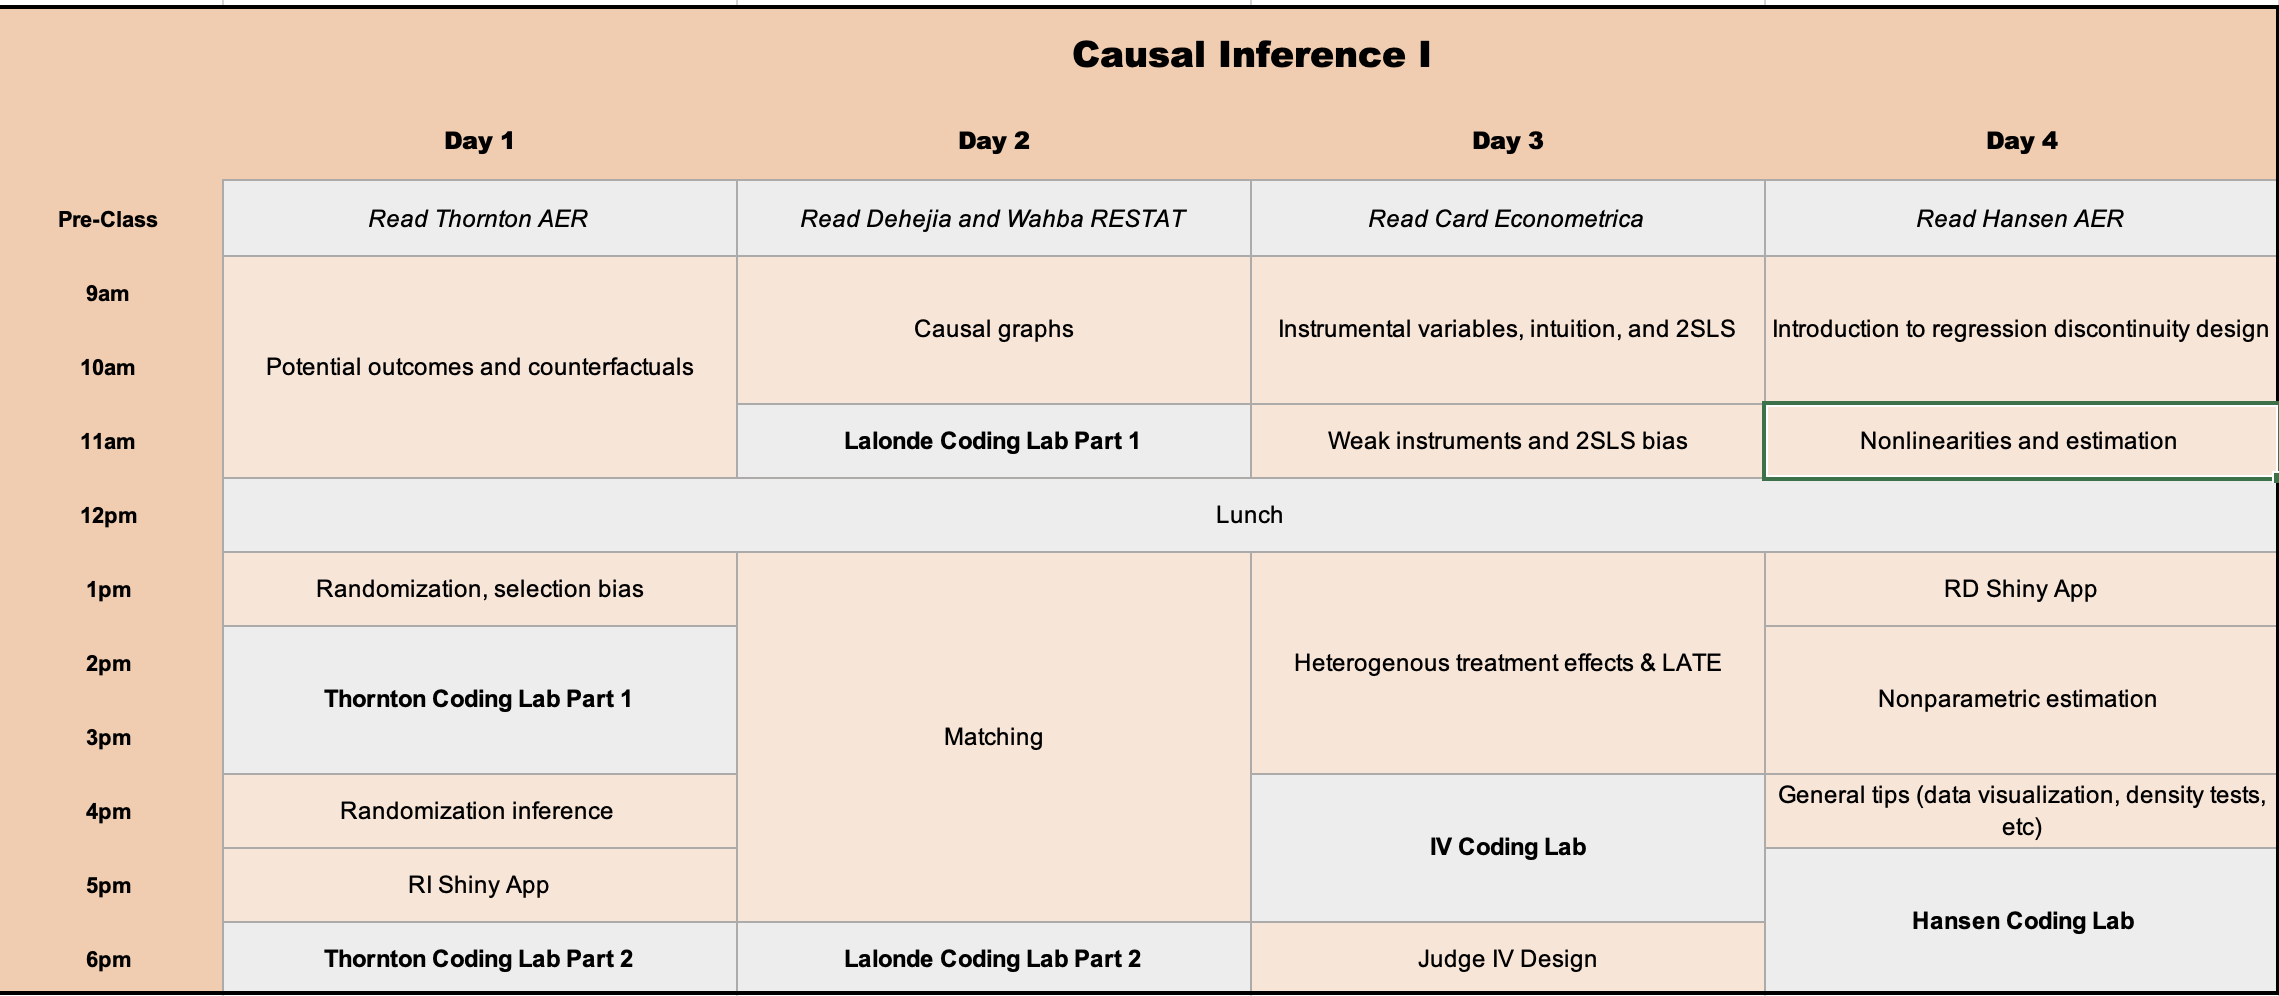 Causal Inference I
Day 1 Day 2 Day 3 Day 4
Pre-Class Read Thornton AER Read Dehejia and Wahba RESTAT Read Card Econometrica Read Hansen AER
9am
Causal graphs Instrumental variables, intuition, and 2SLS Introduction to regression discontinuity design
10am Potential outcomes and counterfactuals
11am Lalonde Coding Lab Part 1 Weak instruments and 2SLS bias Nonlinearities and estimation
12pm Lunch
1pm Randomization, selection bias RD Shiny App
2pm Heterogenous treatment effects & LATE
Thornton Coding Lab Part 1 Nonparametric estimation
3pm Matching
4pm Randomization inference General tips (data visualization, density tests,
etc)
IV Coding Lab
5pm RI Shiny App
Hansen Coding Lab
6pm Thornton Coding Lab Part 2 Lalonde Coding Lab Part 2 Judge IV Design